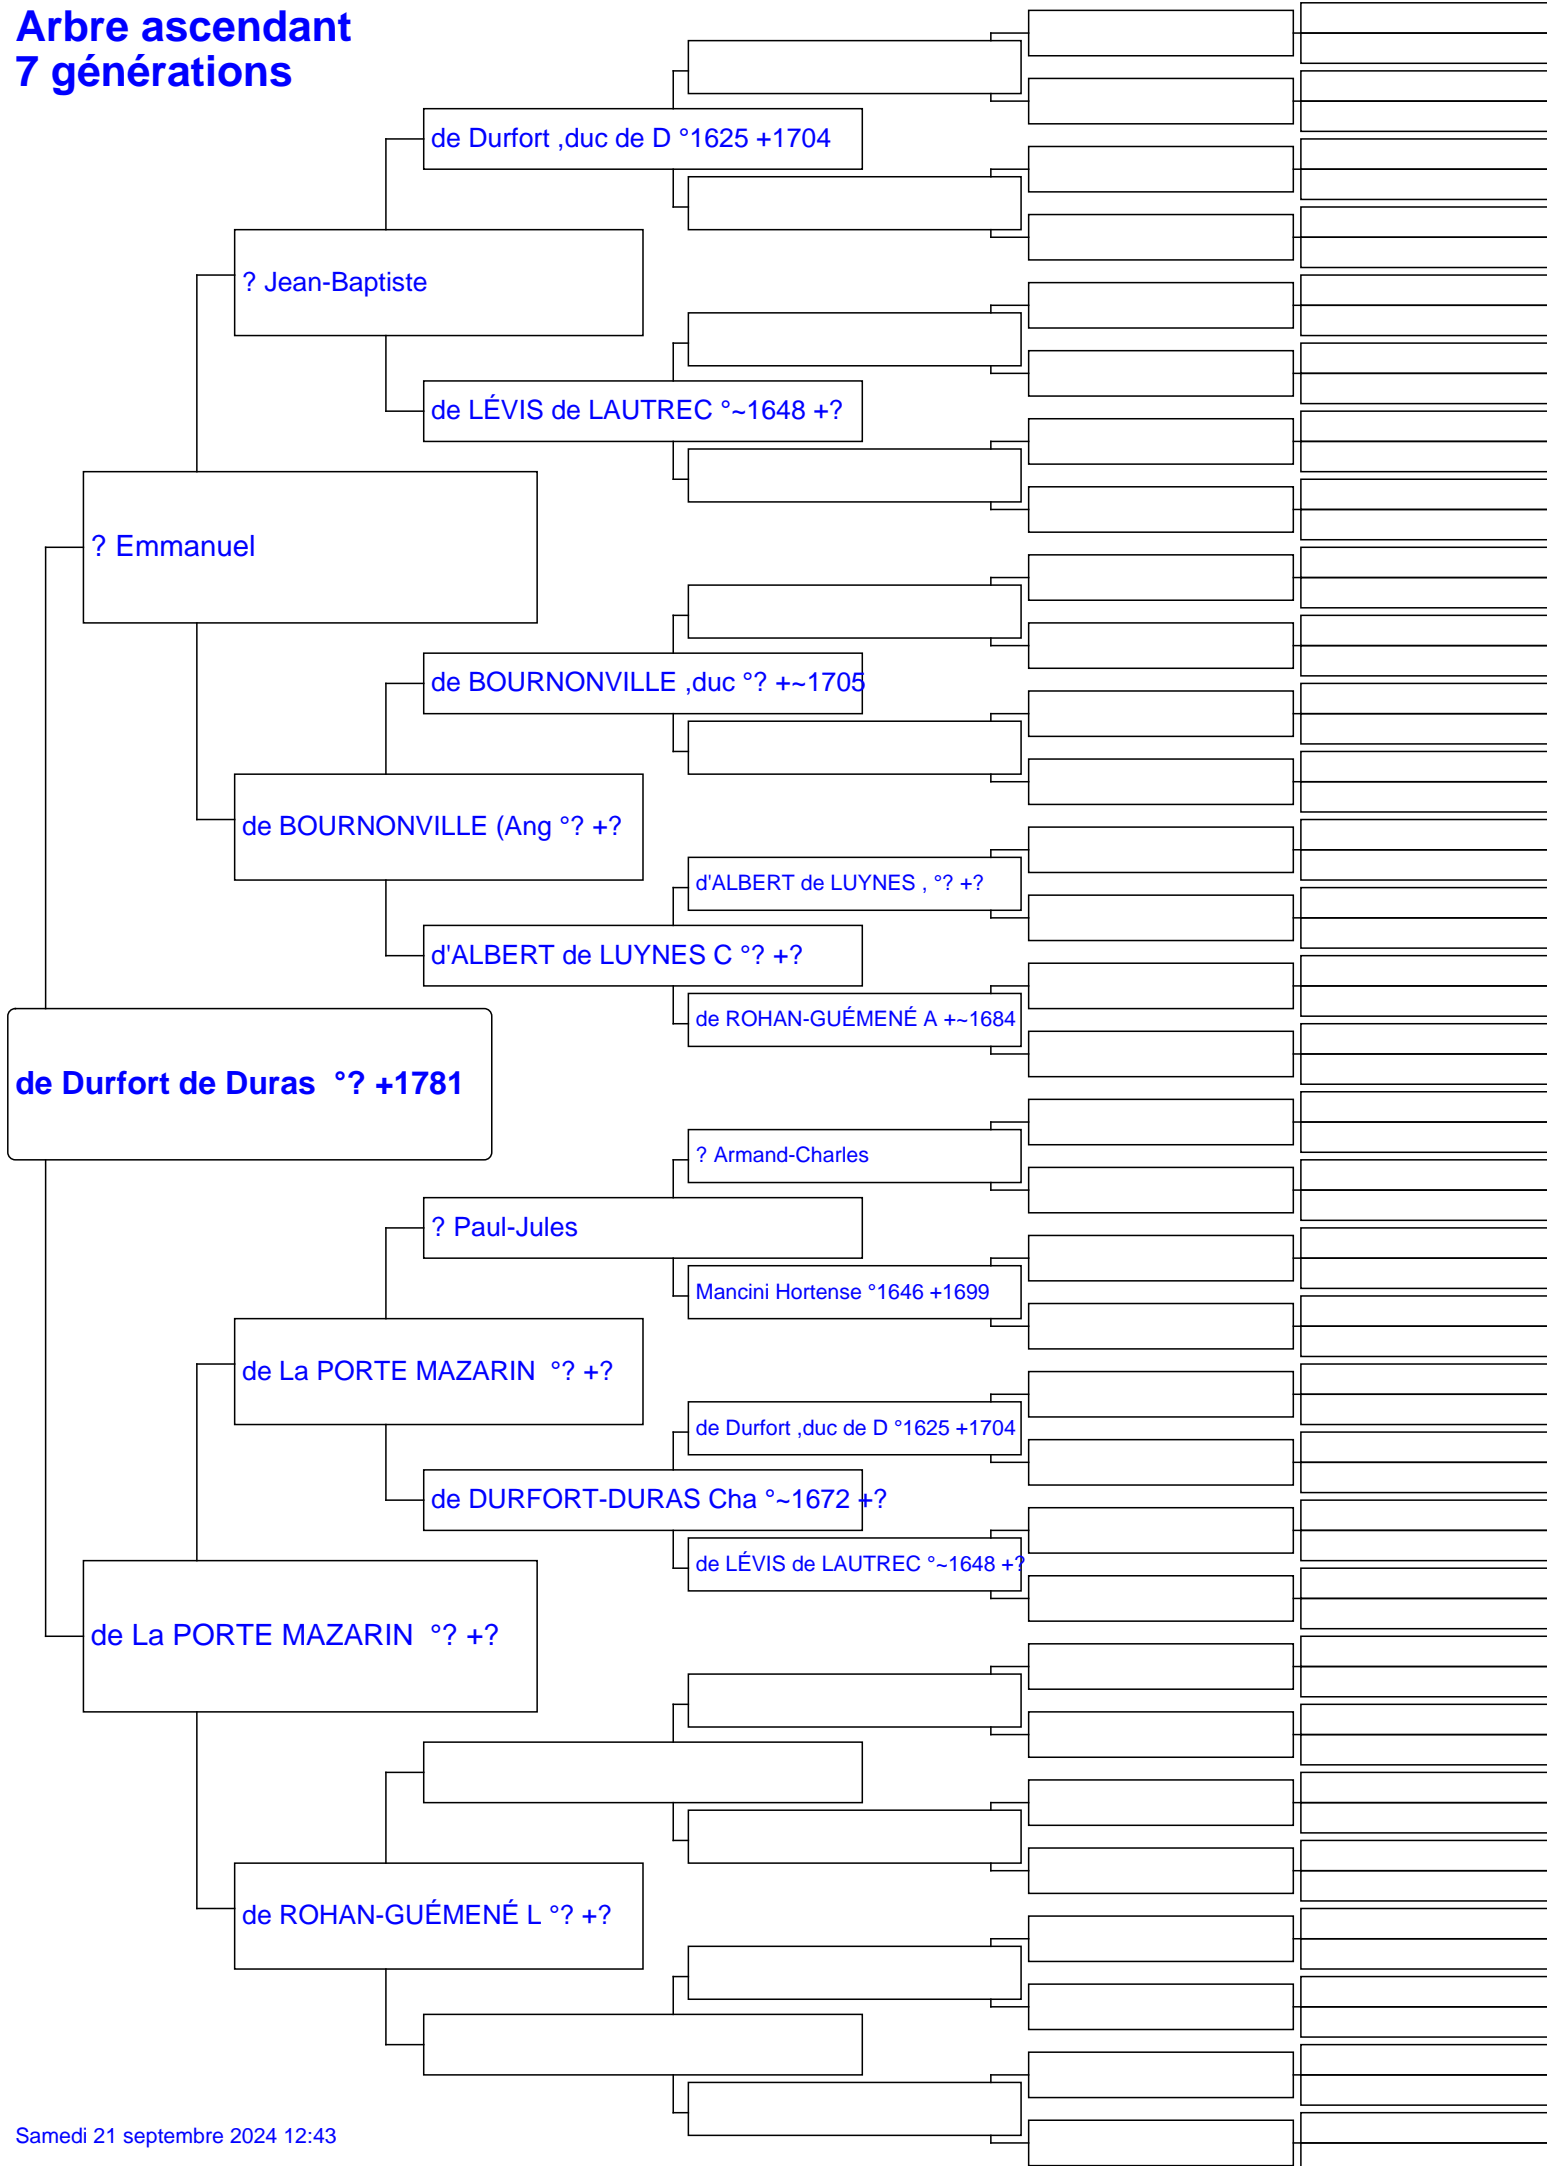 Arbre ascendant
7 générations
de Durfort ,duc de D °1625 +1704
? Jean-Baptiste
de LÉVIS de LAUTREC °~1648 +?
? Emmanuel
de BOURNONVILLE ,duc °? +~1705
de BOURNONVILLE (Ang °? +?
d'ALBERT de LUYNES , °? +?
d'ALBERT de LUYNES C °? +?
de ROHAN-GUÉMENÉ A +~1684
de Durfort de Duras °? +1781
? Armand-Charles
? Paul-Jules
Mancini Hortense °1646 +1699
de La PORTE MAZARIN °? +?
de Durfort ,duc de D °1625 +1704
de DURFORT-DURAS Cha °~1672 +?
de LÉVIS de LAUTREC °~1648 +?
de La PORTE MAZARIN °? +?
de ROHAN-GUÉMENÉ L °? +?
Samedi 21 septembre 2024 12:43